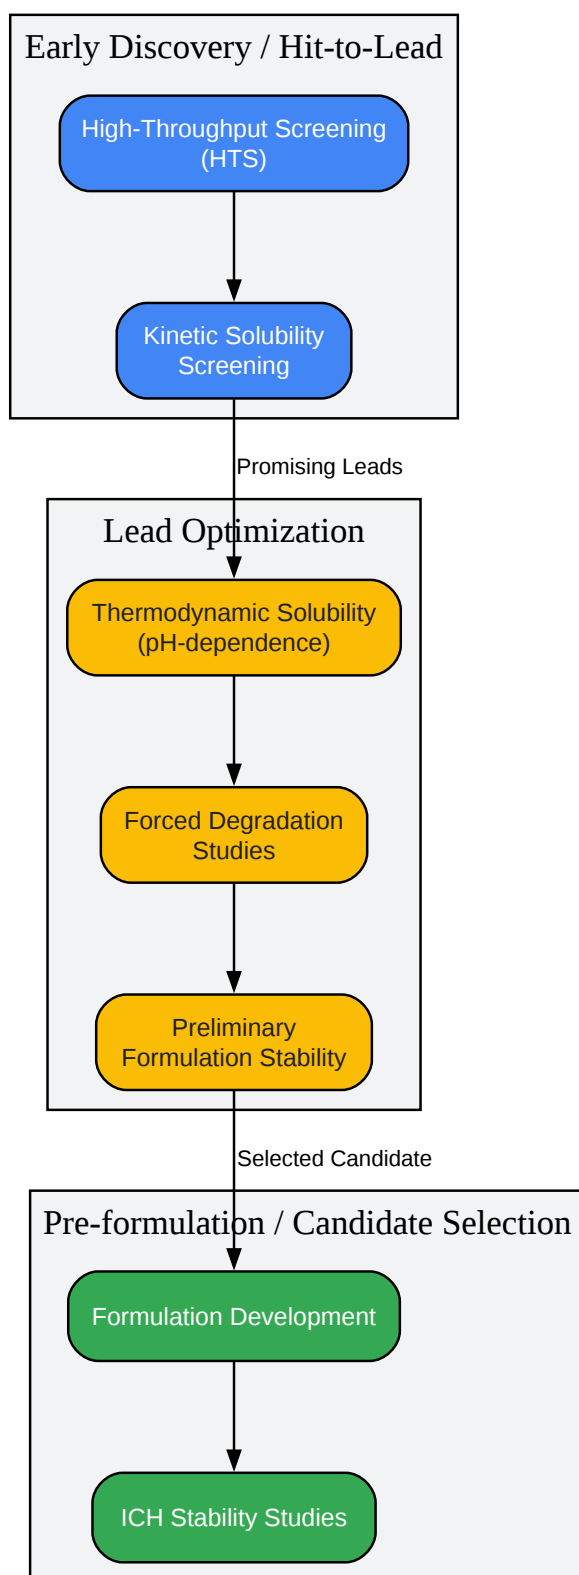 Early Discovery / Hit-to-Lead
High-Throughput Screening
(HTS)
Kinetic Solubility
Screening
Promising Leads
Lead Optimization
Thermodynamic Solubility
(pH-dependence)
Forced Degradation
Studies
Preliminary
Formulation Stability
Selected Candidate
Pre-formulation / Candidate Selection
Formulation Development
ICH Stability Studies